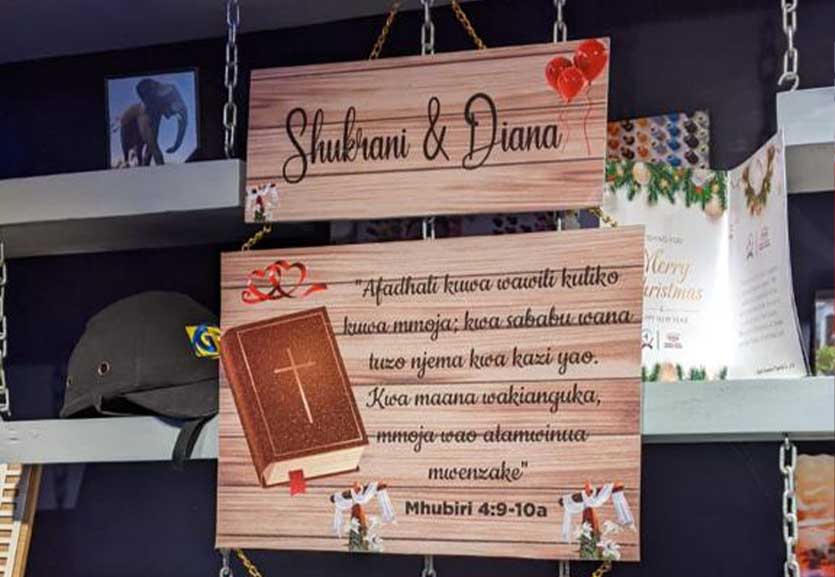 Shukrani & Diana
"Afadhali kuwa wawili kuliko
kuwa mmoja; kwa sababu wana
tuzo njema kwa kazi yao.
Kwa maana wakianguka,
mmoja wao atamwinua
mwenzake"
Mhubiri 4:9-10a
Merry